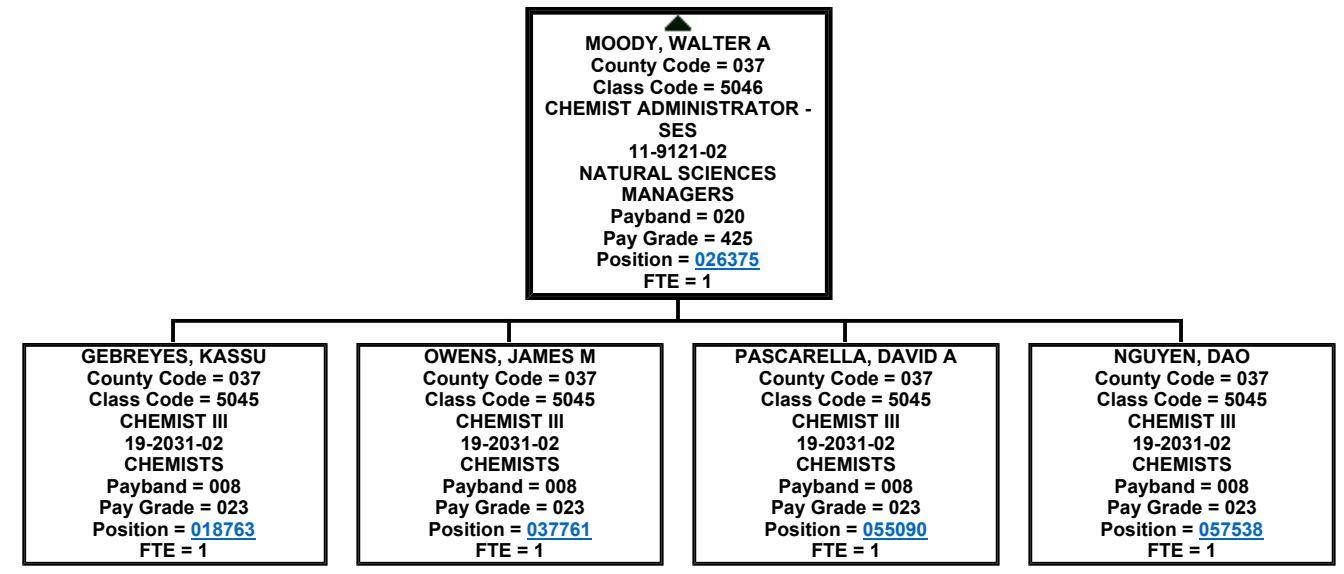 MOODY, WALTER A
County Code = 037
Class Code = 5046
CHEMIST ADMINISTRATOR -
SES
11-9121-02
NATURAL SCIENCES
MANAGERS
Payband = 020
Pay Grade = 425
Position = 026375
FTE = 1
GEBREYES, KASSU
County Code = 037
Class Code = 5045
CHEMIST III
19-2031-02
CHEMISTS
Payband = 008
Pay Grade = 023
Position = 018763
FTE = 1
OWENS, JAMES M
County Code = 037
Class Code = 5045
CHEMIST III
19-2031-02
CHEMISTS
Payband = 008
Pay Grade = 023
Position = 037761
FTE = 1
PASCARELLA, DAVID A
County Code = 037
Class Code = 5045
CHEMIST III
19-2031-02
CHEMISTS
Payband = 008
Pay Grade = 023
Position = 055090
FTE = 1
NGUYEN, DAO
County Code = 037
Class Code = 5045
CHEMIST III
19-2031-02
CHEMISTS
Payband = 008
Pay Grade = 023
Position = 057538
FTE = 1